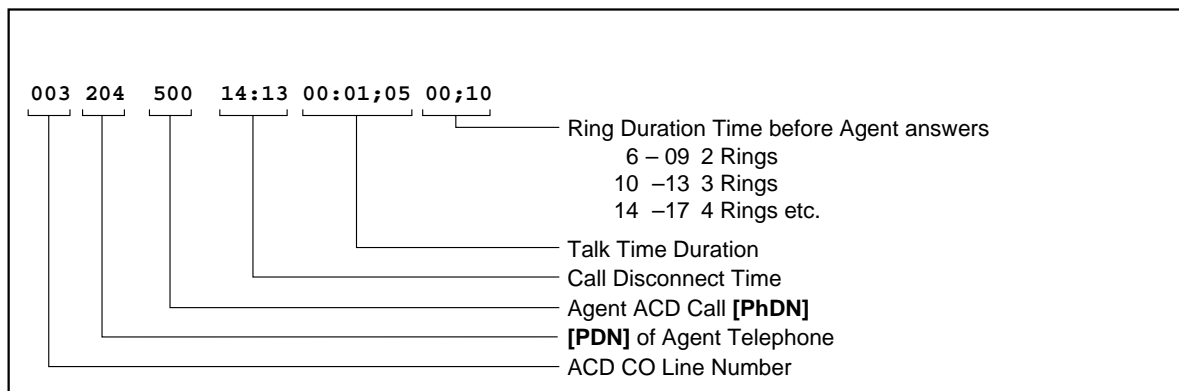 003 204 500 14:13 00:01;05 00;10
Ring Duration Time before Agent answers
6 – 09 2 Rings
10 –13 3 Rings
14 –17 4 Rings etc.
Talk Time Duration
Call Disconnect Time
Agent ACD Call [PhDN]
[PDN] of Agent Telephone
ACD CO Line Number